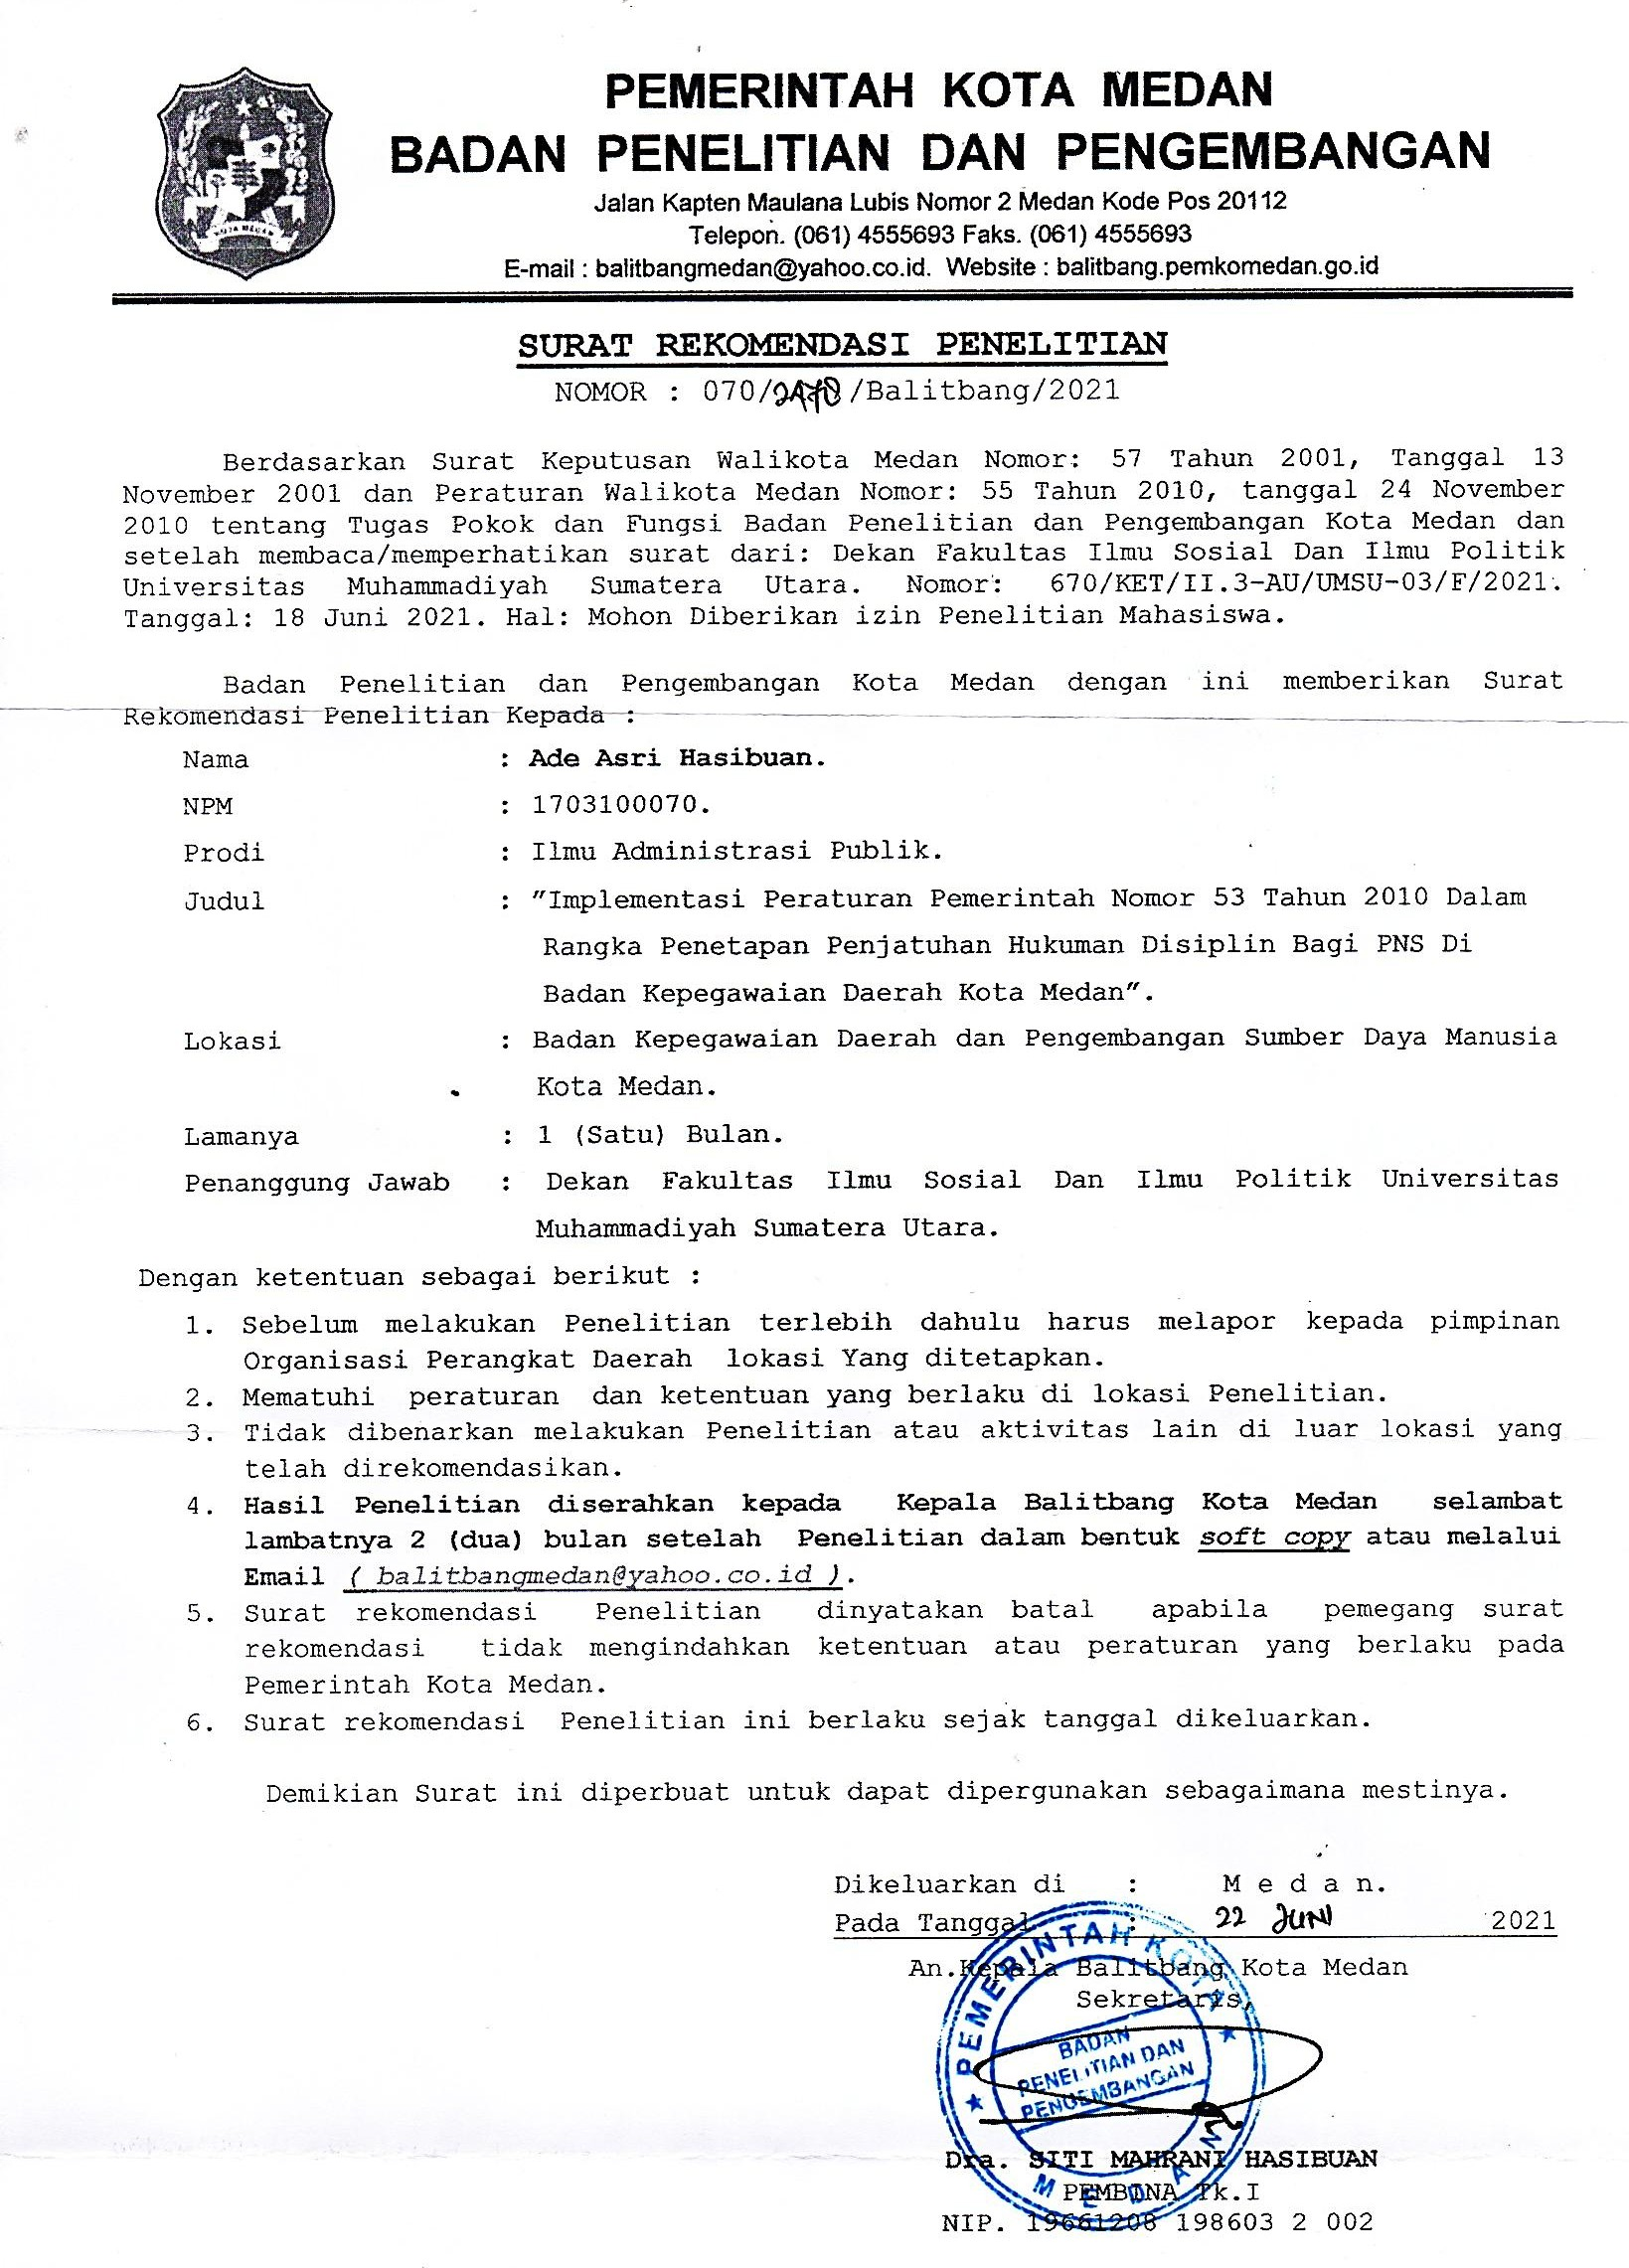 PEMERINTAH KOTA MEDAN
BADAN PENELITIAN DAN PENGEMBANGAN
Jalan Kapten Maulana Lubis Nomor 2 Medan Kode Pos 20112
Telepon. (061) 4555693 Faks. (061) 4555693
E-mail : balitbangmedan@yahoo.co.id. Website : balitbang.pemkomedan.go.id
KOTA MEDAN
SURAT REKOMENDASI PENELITIAN
NOMOR : 070/ /Balitbang/2021
Berdasarkan Surat Keputusan Walikota Medan Nomor: 57 Tahun 2001, Tanggal 13
November 2001 dan Peraturan Walikota Medan Nomor: 55 Tahun 2010, tanggal 24 November
2010 tentang Tugas Pokok dan Fungsi Badan Penelitian dan Pengembangan Kota Medan dan
setelah membaca/memperhatikan surat dari: Dekan Fakultas Ilmu Sosial Dan Ilmu Politik
Universitas Muhammadiyah Sumatera Utara. Nomor: 670/KET/II.3-AU/UMSU-03/F/2021.
Tanggal: 18 Juni 2021. Hal: Mohon Diberikan izin Penelitian Mahasiswa.
Badan Penelitian dan Pengembangan Kota Medan dengan ini memberikan Surat
Rekomendasi Penelitian Kepada :
Nama : Ade Asri Hasibuan.
NPM : 1703100070.
Prodi : Ilmu Administrasi Publik.
Judul : "Implementasi Peraturan Pemerintah Nomor 53 Tahun 2010 Dalam
Rangka Penetapan Penjatuhan Hukuman Disiplin Bagi PNS Di
Badan Kepegawaian Daerah Kota Medan".
Lokasi : Badan Kepegawaian Daerah dan Pengembangan Sumber Daya Manusia
Kota Medan.
Lamanya : 1 (Satu) Bulan.
Penanggung Jawab : Dekan Fakultas Ilmu Sosial Dan Ilmu Politik Universitas
Muhammadiyah Sumatera Utara.
Dengan ketentuan sebagai berikut :
1. Sebelum melakukan Penelitian terlebih dahulu harus melapor kepada pimpinan
Organisasi Perangkat Daerah lokasi Yang ditetapkan.
2. Mematuhi peraturan dan ketentuan yang berlaku di lokasi Penelitian.
3. Tidak dibenarkan melakukan Penelitian atau aktivitas lain di luar lokasi yang
telah direkomendasikan.
4. Hasil Penelitian diserahkan kepada Kepala Balitbang Kota Medan selambat
lambatnya 2 (dua) bulan setelah Penelitian dalam bentuk soft copy atau melalui
Email ( balitbangmedan@yahoo.co.id ).
5. Surat rekomendasi Penelitian dinyatakan batal apabila pemegang surat
rekomendasi tidak mengindahkan ketentuan atau peraturan yang berlaku pada
Pemerintah Kota Medan.
6. Surat rekomendasi Penelitian ini berlaku sejak tanggal dikeluarkan.
Demikian Surat ini diperbuat untuk dapat dipergunakan sebagaimana mestinya.
Dikeluarkan di : M e d a n.
Pada Tanggal : 22 JUNI 2021
An.Kepala Balitbang Kota Medan
Sekretaris,
PEMERINTAH KOTA
BADAN
PENELITIAN DAN
PENGEMBANGAN
MEDAN
Dra. SITI MAHRANI HASIBUAN
PEMBINA Tk.I
NIP. 19661208 198603 2 002